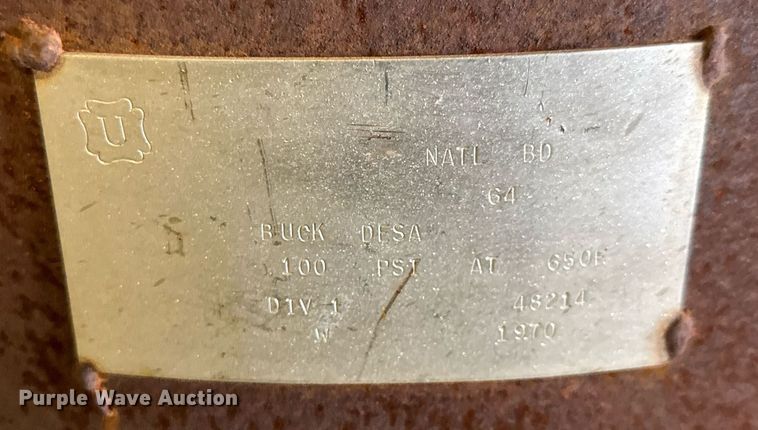 U
NATL BD
64
BUCK DESA
100 PSI AT 650F
DIV-1 48214
W 1970
Purple Wave Auction